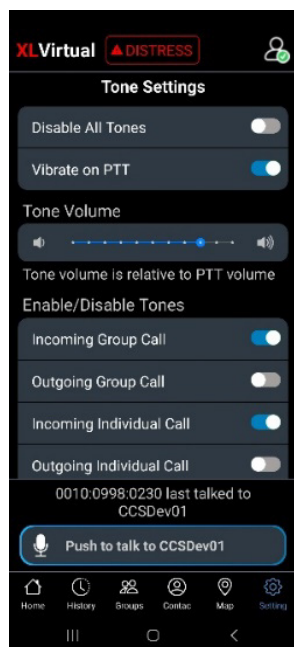 XLVirtual DISTRESS
Tone Settings
Disable All Tones
Vibrate on PTT
Tone Volume
Tone volume is relative to PTT volume
Enable/Disable Tones
Incoming Group Call
Outgoing Group Call
Incoming Individual Call
Outgoing Individual Call
0010:0998:0230 last talked to
CCSDev01
Push to talk to CCSDev01
Home History Groups Contac Map Setting